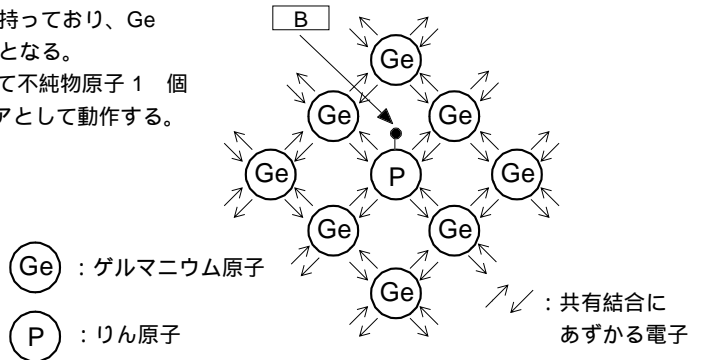 持っており、Ge
となる。
て不純物原子 1 個
アとして動作する。
B
Ge
Ge
Ge
Ge
P
Ge
Ge
Ge
Ge
Ge :ゲルマニウム原子
P :りん原子
:共有結合に
あずかる電子